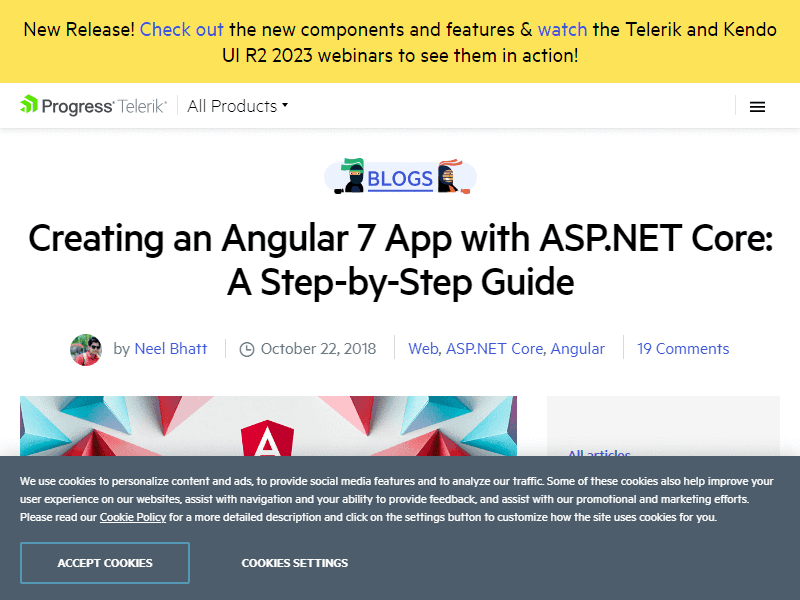 New Release! Check out the new components and features & watch the Telerik and Kendo
UI R2 2023 webinars to see them in action!
Progress Telerik
All Products
BLOGS
Creating an Angular 7 App with ASP.NET Core:
A Step-by-Step Guide
by Neel Bhatt
October 22, 2018
Web, ASP.NET Core, Angular
19 Comments
All articles
We use cookies to personalize content and ads, to provide social media features and to analyze our traffic. Some of these cookies also help improve your
user experience on our websites, assist with navigation and your ability to provide feedback, and assist with our promotional and marketing efforts.
Please read our Cookie Policy for a more detailed description and click on the settings button to customize how the site uses cookies for you.
ACCEPT COOKIES
COOKIES SETTINGS